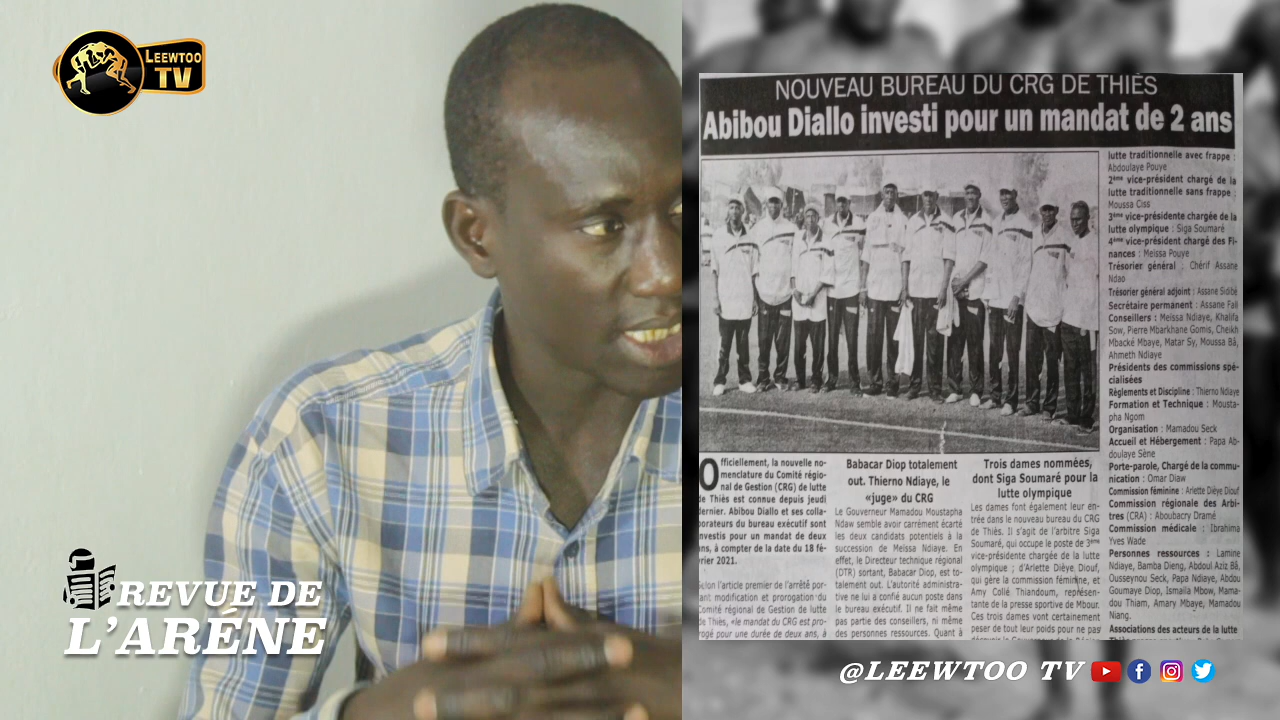 LEEWTOO
TV
REVUE DE
L'ARÉNE
NOUVEAU BUREAU DU CRG DE THIÈS
Abibou Diallo investi pour un mandat de 2 ans
lutte traditionnelle avec frappe :
Abdoulaye Pouye
2ème vice-président chargé de la
lutte traditionnelle sans frappe :
Moussa Ciss
3ème vice-présidente chargée de la
lutte olympique : Siga Soumaré
4ème vice-président chargé des Fi-
nances : Meissa Pouye
Trésorier général : Chérif Assane
Ndao
Trésorier général adjoint : Assane Sidibé
Secrétaire permanent : Assane Fall
Conseillers : Meissa Ndiaye, Khalifa
Sow, Pierre Mbarkhane Gomis, Cheikh
Mbacké Mbaye, Matar Sy, Moussa Bâ,
Ahmeth Ndiaye
Présidents des commissions spé-
cialisées
Règlements et Discipline : Thierno Ndiaye
Formation et Technique : Mousta-
pha Ngom
Organisation : Mamadou Seck
Accueil et Hébergement : Papa Ab-
doulaye Sène
Porte-parole, Chargé de la commu-
nication : Omar Diaw
Commission féminine : Arlette Dièye Diouf
Commission régionale des Arbi-
tres (CRA) : Aboubacry Dramé
Commission médicale : Ibrahima
Yves Wade
Personnes ressources : Lamine
Ndiaye, Bamba Dieng, Abdoul Aziz Bâ,
Ousseynou Seck, Papa Ndiaye, Abdou
Goumaye Diop, Ismaïla Mbow, Mama-
dou Thiam, Amary Mbaye, Mamadou
Niang.
Associations des acteurs de la lutte
Officiellement, la nouvelle no-
menclature du Comité régio-
nal de Gestion (CRG) de lutte
de Thiès est connue depuis jeudi
dernier. Abibou Diallo et ses colla-
borateurs du bureau exécutif sont
investis pour un mandat de deux
ans, à compter de la date du 18 fé-
vrier 2021.
Selon l'article premier de l'arrêté por-
tant modification et prorogation du
Comité régional de Gestion de lutte
de Thiès, «le mandat du CRG est pro-
rogé pour une durée de deux ans, à
Babacar Diop totalement
out. Thierno Ndiaye, le
«juge» du CRG
Le Gouverneur Mamadou Moustapha
Ndaw semble avoir carrément écarté
les deux candidats potentiels à la
succession de Meissa Ndiaye. En
effet, le Directeur technique régional
(DTR) sortant, Babacar Diop, est to-
talement out. L'autorité administra-
tive ne lui a confié aucun poste dans
le bureau exécutif. Il ne fait même
pas partie des conseillers, ni même
des personnes ressources. Quant à
Trois dames nommées,
dont Siga Soumaré pour la
lutte olympique
Les dames font également leur en-
trée dans le nouveau bureau du CRG
de Thiès. Il s'agit de l'arbitre Siga
Soumaré, qui occupe le poste de 3ème
vice-présidente chargée de la lutte
olympique ; d'Arlette Dièye Diouf,
qui gère la commission féminine, et
Amy Collé Thiandoum, représen-
tante de la presse sportive de Mbour.
Ces trois dames vont certainement
peser de tout leur poids pour ne pas
@LEEWTOO TV